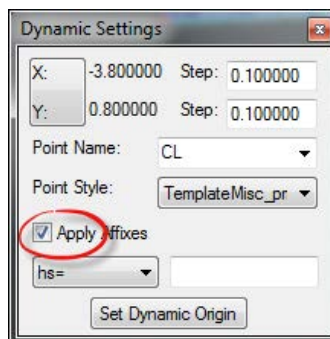 Dynamic Settings
X: -3.800000 Step: 0.100000
Y: 0.800000 Step: 0.100000
Point Name: CL
Point Style: TemplateMisc_pr
Apply Affixes
hs=
Set Dynamic Origin